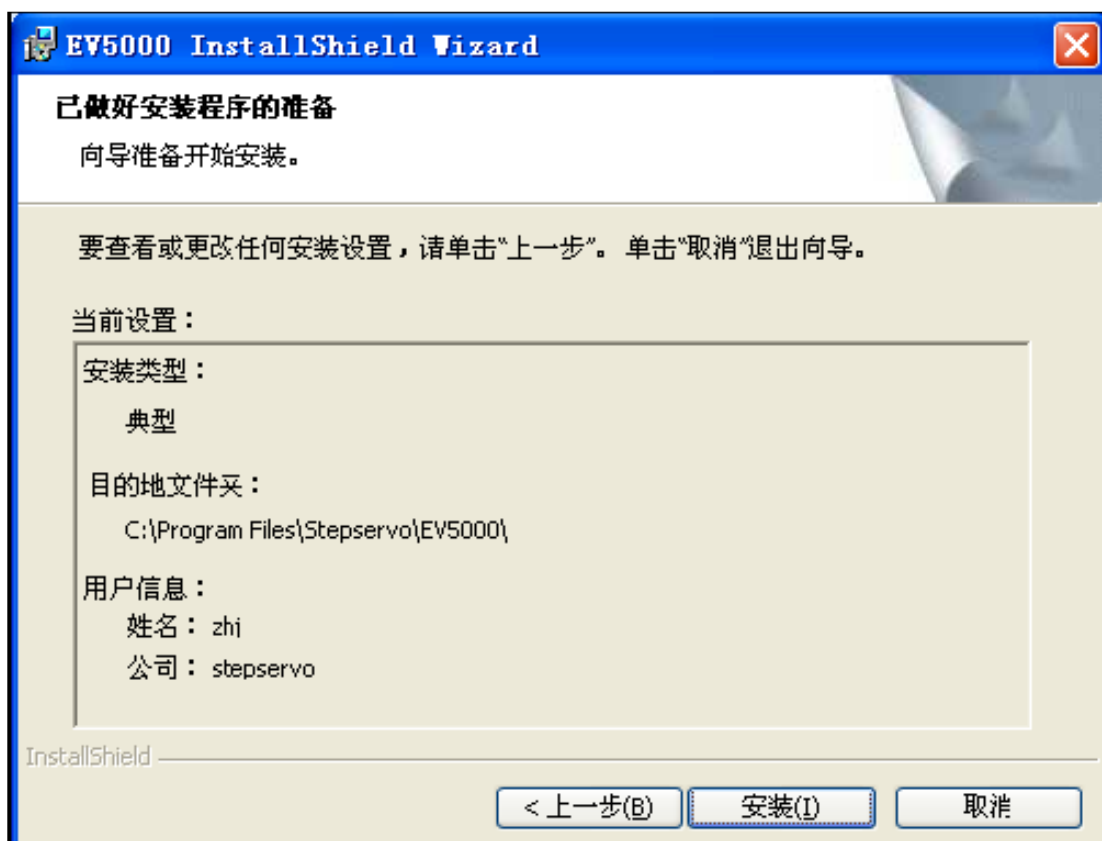 EV5000 InstallShield Wizard
已做好安装程序的准备
向导准备开始安装。
要查看或更改任何安装设置，请单击“上一步”。 单击“取消”退出向导。
当前设置：
安装类型：
典型
目的地文件夹：
C:\Program Files\Stepservo\EV5000\
用户信息：
姓名： zhj
公司： stepservo
InstallShield
< 上一步(B)
安装(I)
取消